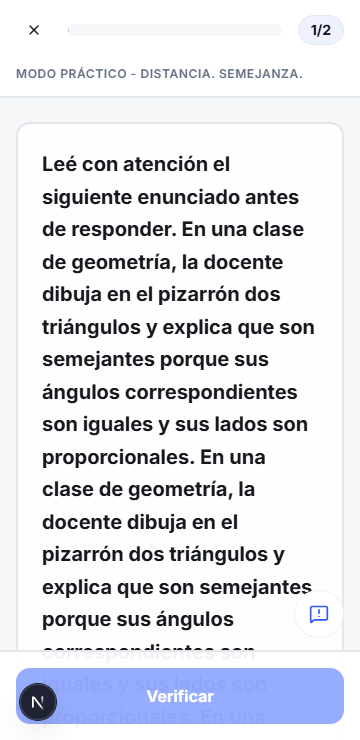 1/2
MODO PRÁCTICO - DISTANCIA. SEMEJANZA.
Leé con atención el
siguiente enunciado antes
de responder. En una clase
de geometría, la docente
dibuja en el pizarrón dos
triángulos y explica que son
semejantes porque sus
ángulos correspondientes
son iguales y sus lados son
proporcionales. En una
clase de geometría, la
docente dibuja en el
pizarrón dos triángulos y
explica que son semejantes
porque sus ángulos
correspondientes son
iguales y sus lados son
Verificar
proporcionales. En una
N